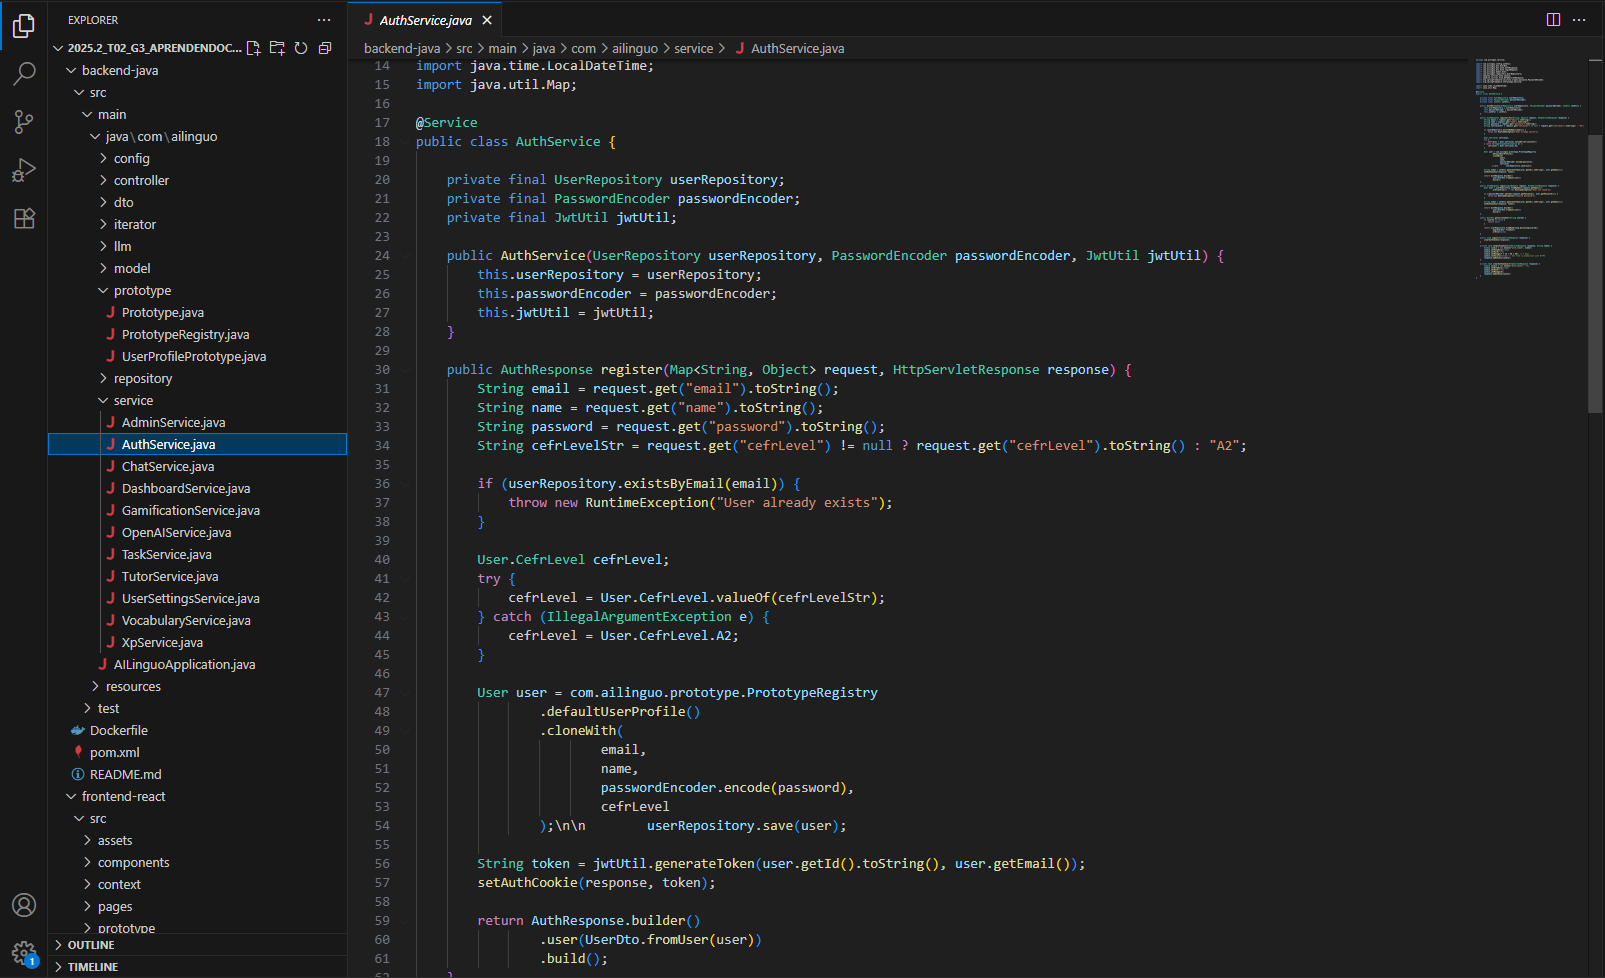 EXPLORER
2025.2_T02_G3_APRENDENDOC...
backend-java
src
main
java\com\ailinguo
config
controller
dto
iterator
llm
model
prototype
Prototype.java
PrototypeRegistry.java
UserProfilePrototype.java
repository
service
AdminService.java
AuthService.java
ChatService.java
DashboardService.java
GamificationService.java
OpenAIService.java
TaskService.java
TutorService.java
UserSettingsService.java
VocabularyService.java
XpService.java
AILinguoApplication.java
resources
test
Dockerfile
pom.xml
README.md
frontend-react
src
assets
components
context
pages
prototype
OUTLINE
TIMELINE
1
AuthService.java
backend-java > src > main > java > com > ailinguo > service > AuthService.java
14 import java.time.LocalDateTime;
15 import java.util.Map;
16
17 @Service
18 public class AuthService {
19
20 private final UserRepository userRepository;
21 private final PasswordEncoder passwordEncoder;
22 private final JwtUtil jwtUtil;
23
24 public AuthService(UserRepository userRepository, PasswordEncoder passwordEncoder, JwtUtil jwtUtil) {
25 this.userRepository = userRepository;
26 this.passwordEncoder = passwordEncoder;
27 this.jwtUtil = jwtUtil;
28 }
29
30 public AuthResponse register(Map<String, Object> request, HttpServletResponse response) {
31 String email = request.get("email").toString();
32 String name = request.get("name").toString();
33 String password = request.get("password").toString();
34 String cefrLevelStr = request.get("cefrLevel") != null ? request.get("cefrLevel").toString() : "A2";
35
36 if (userRepository.existsByEmail(email)) {
37 throw new RuntimeException("User already exists");
38 }
39
40 User.CefrLevel cefrLevel;
41 try {
42 cefrLevel = User.CefrLevel.valueOf(cefrLevelStr);
43 } catch (IllegalArgumentException e) {
44 cefrLevel = User.CefrLevel.A2;
45 }
46
47 User user = com.ailinguo.prototype.PrototypeRegistry
48 .defaultUserProfile()
49 .cloneWith(
50 email,
51 name,
52 passwordEncoder.encode(password),
53 cefrLevel
54 );\n\n userRepository.save(user);
55
56 String token = jwtUtil.generateToken(user.getId().toString(), user.getEmail());
57 setAuthCookie(response, token);
58
59 return AuthResponse.builder()
60 .user(UserDto.fromUser(user))
61 .build();
62 }